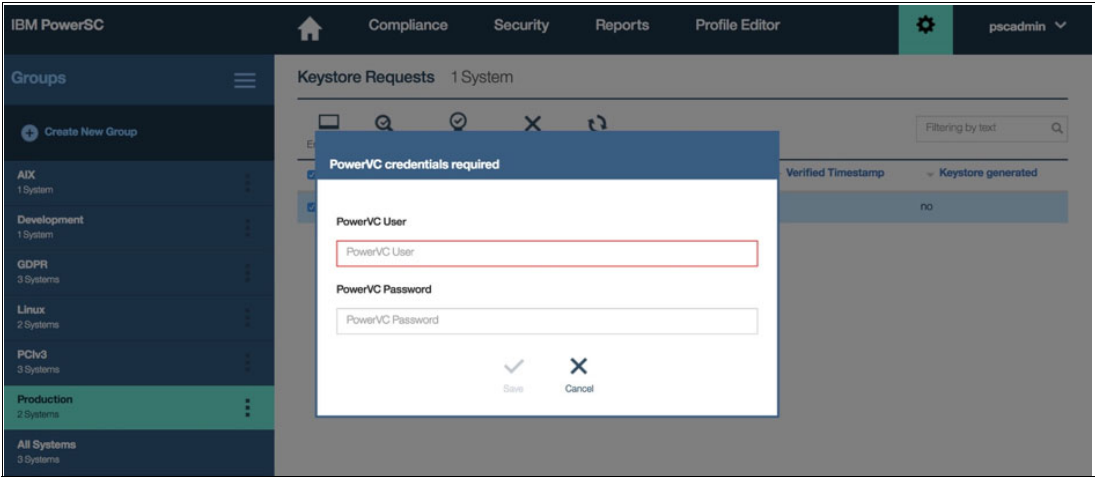 IBM PowerSC
Compliance
Security
Reports
Profile Editor
pscadmin
Groups
Keystore Requests 1 System
Create New Group
Filtering by text
AIX
1 System
Development
1 System
GDPR
3 Systems
Linux
2 Systems
PCIv3
3 Systems
Production
2 Systems
All Systems
3 Systems
Verified Timestamp
Keystore generated
no
PowerVC credentials required
PowerVC User
PowerVC User
PowerVC Password
PowerVC Password
Save
Cancel